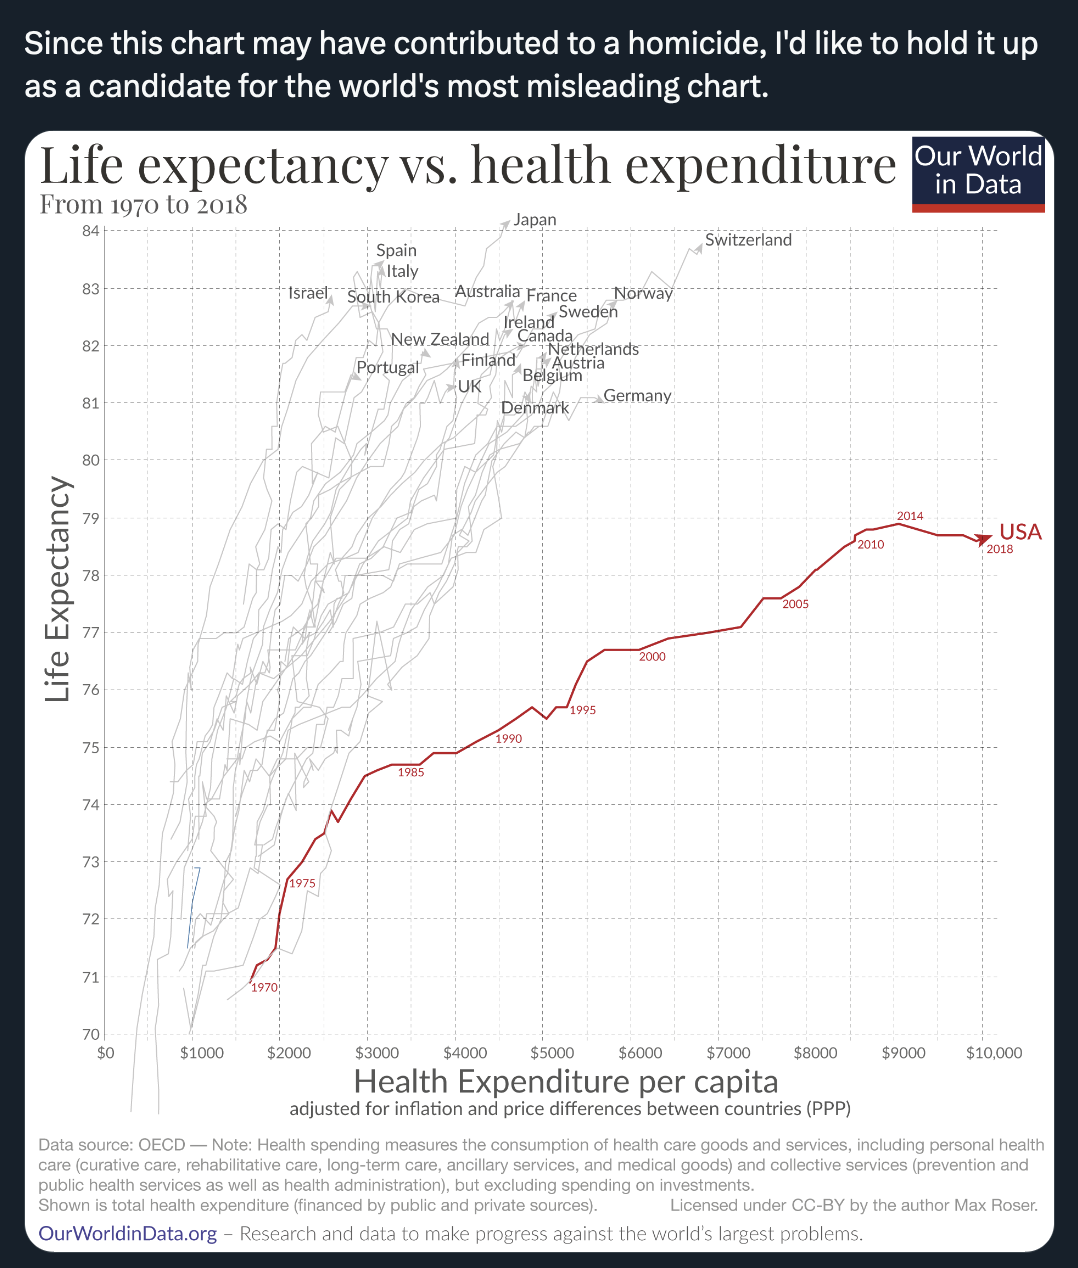 Since this chart may have contributed to a homicide, I'd like to hold it up
as a candidate for the world's most misleading chart.
Life expectancy vs. health expenditure
From 1970 to 2018
Our World
in Data
84
83
82
81
80
79
78
77
76
75
74
73
72
71
70
Life Expectancy
Japan
Switzerland
Spain
Italy
Israel
South Korea
Australia
France
Norway
Sweden
Ireland
Canada
New Zealand
Netherlands
Finland
Austria
Portugal
Belgium
UK
Germany
Denmark
USA
2014
2010
2018
2005
2000
1995
1990
1985
1975
1970
$0
$1000
$2000
$3000
$4000
$5000
$6000
$7000
$8000
$9000
$10,000
Health Expenditure per capita
adjusted for inflation and price differences between countries (PPP)
Data source: OECD — Note: Health spending measures the consumption of health care goods and services, including personal health
care (curative care, rehabilitative care, long-term care, ancillary services, and medical goods) and collective services (prevention and
public health services as well as health administration), but excluding spending on investments.
Shown is total health expenditure (financed by public and private sources).
Licensed under CC-BY by the author Max Roser.
OurWorldinData.org – Research and data to make progress against the world's largest problems.